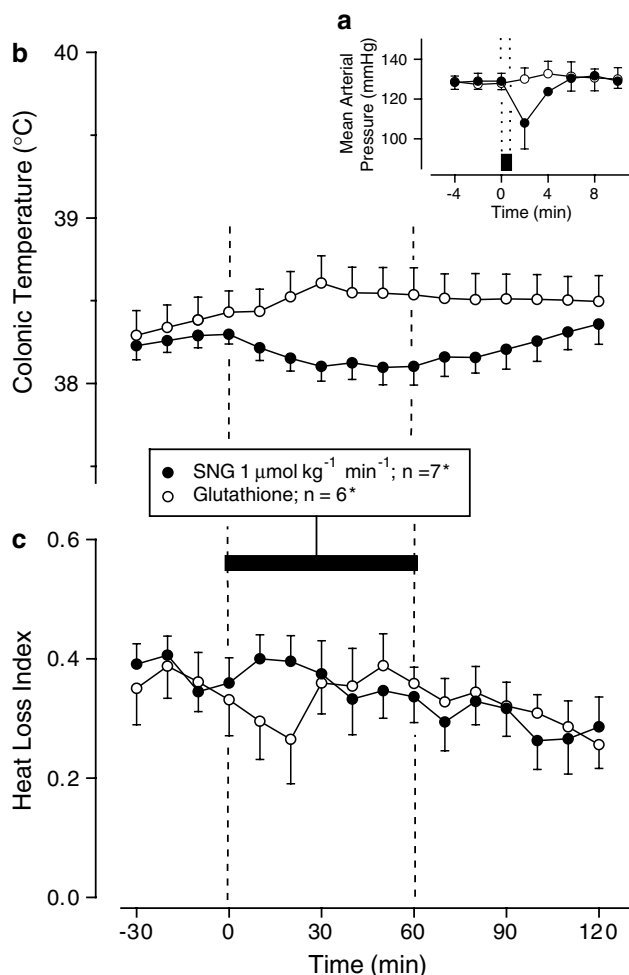 a
Mean Arterial
Pressure (mmHg)
130
120
100
-4
0
4
8
Time (min)
b
Colonic Temperature (°C)
40
39
38
SNG 1 μmol kg⁻¹ min⁻¹; n =7*
Glutathione; n = 6*
c
Heat Loss Index
0.6
0.4
0.2
0.0
-30
0
30
60
90
120
Time (min)